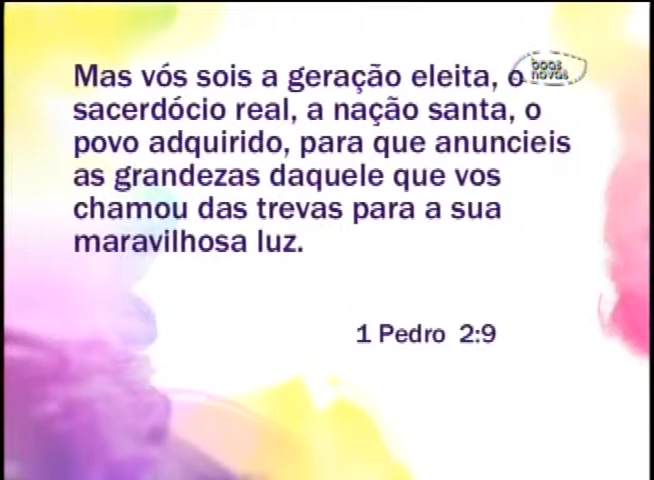 Mas vós sois a geração eleita, o
boas
novas
sacerdócio real, a nação santa, o
povo adquirido, para que anuncieis
as grandezas daquele que vos
chamou das trevas para a sua
maravilhosa luz.
1 Pedro 2:9